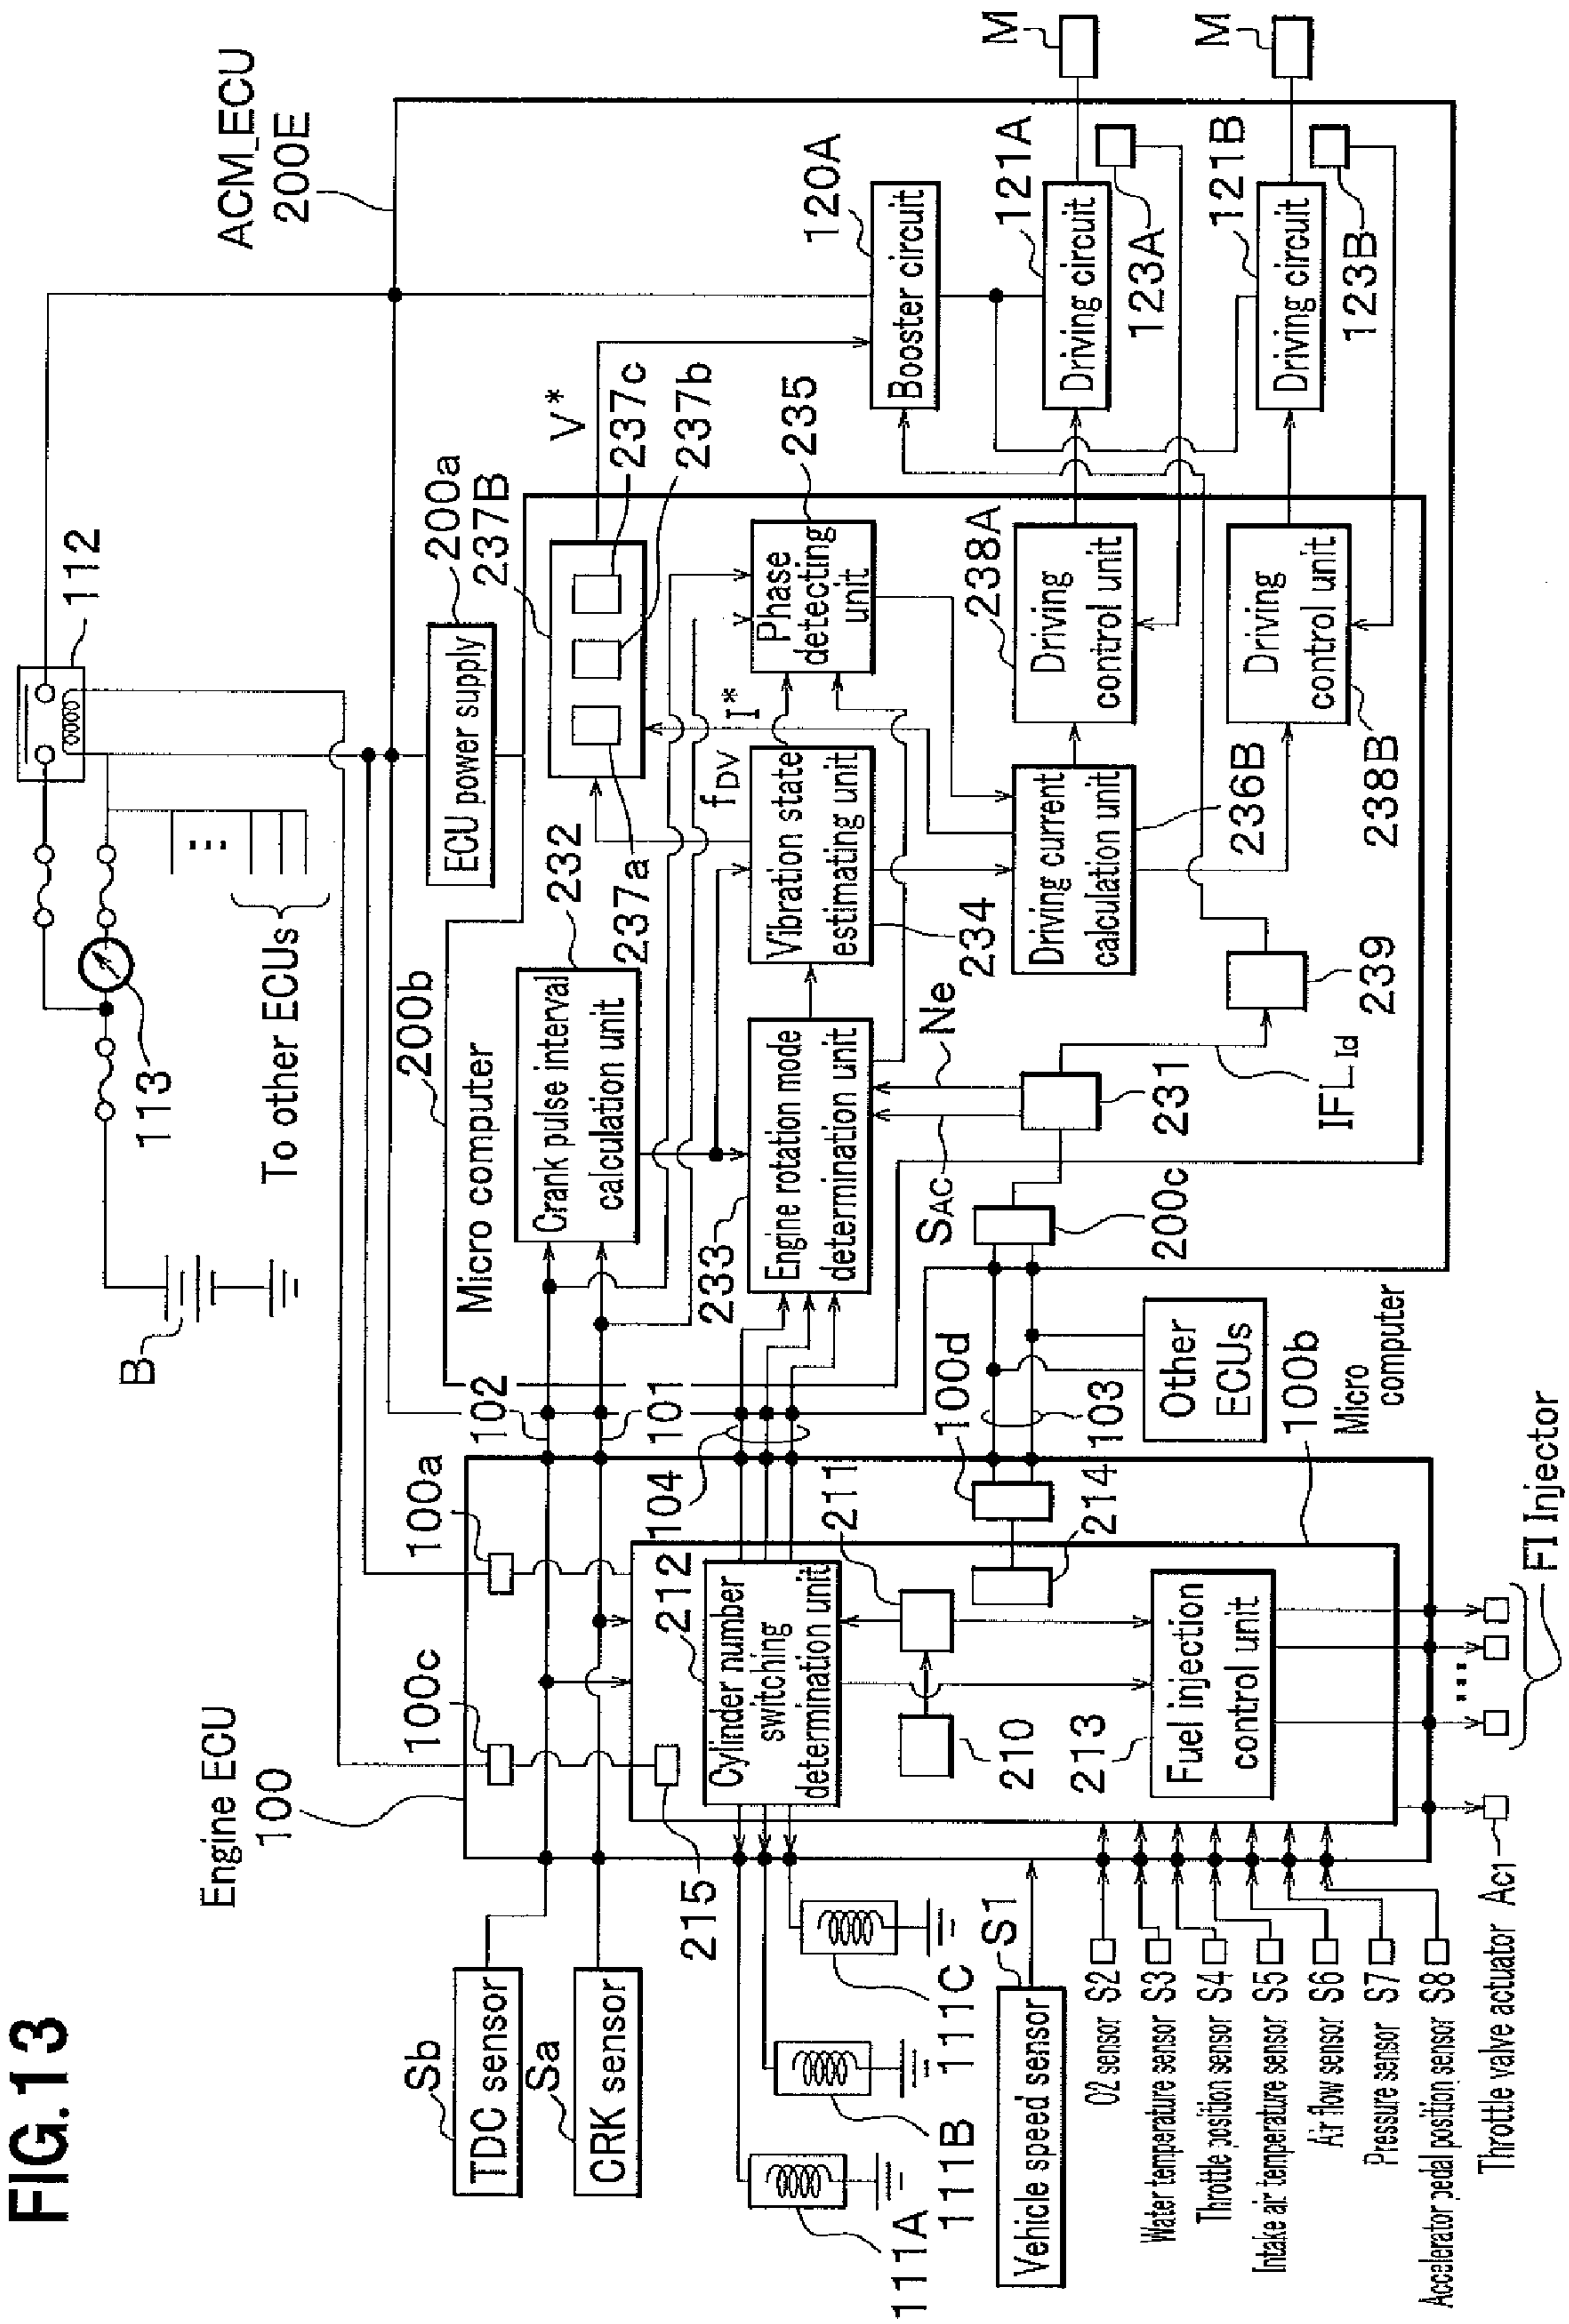 FIG.13
Engine ECU
100
ACM_ECU
200E
B
113
To other ECUs
112
Sb
TDC sensor
Sa
CRK sensor
111A
111B
111C
Vehicle speed sensor
S1
O2 sensor S2
Water temperature sensor S3
Throttle position sensor S4
Intake air temperature sensor S5
Air flow sensor S6
Pressure sensor S7
Accelerator pedal position sensor S8
Throttle valve actuator Ac1
FI Injector
100c
100a
215
212
Cylinder number
switching
determination unit
104
211
210
213
Fuel injection
control unit
214
100d
100b
Micro
computer
102
101
103
Other
ECUs
200b
Micro computer
200a
ECU power supply
232
Crank pulse interval
calculation unit
233
Engine rotation mode
determination unit
234
Vibration state
estimating unit
235
Phase
detecting
unit
237B
237a
237b
237c
V*
fDV
I*
SAC
Ne
200c
231
IFL_Id
239
236B
Driving current
calculation unit
238A
Driving
control unit
238B
Driving
control unit
120A
Booster circuit
121A
Driving circuit
123A
121B
Driving circuit
123B
M
M